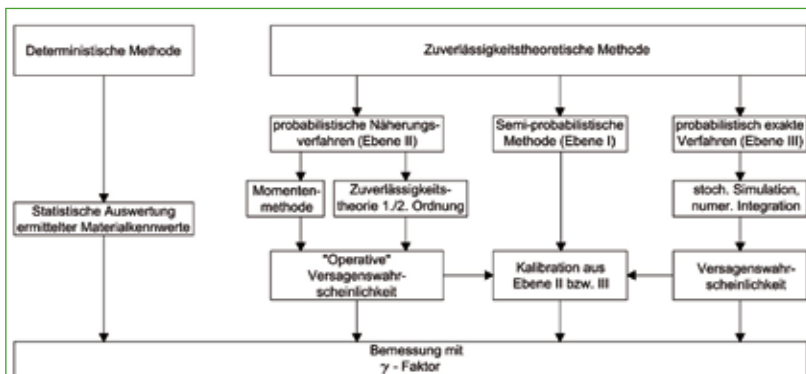 Deterministische Methode
Zuverlässigkeitstheoretische Methode
probabilistische Näherungs-
verfahren (Ebene II)
Semi-probabilistische
Methode (Ebene I)
probabilistisch exakte
Verfahren (Ebene III)
Momenten-
methode
Zuverlässigkeits-
theorie 1./2. Ordnung
stoch. Simulation,
numer. Integration
Statistische Auswertung
ermittelter Materialkennwerte
"Operative"
Versagenswahr-
scheinlichkeit
Kalibration aus
Ebene II bzw. III
Versagenswahr-
scheinlichkeit
Bemessung mit
γ - Faktor